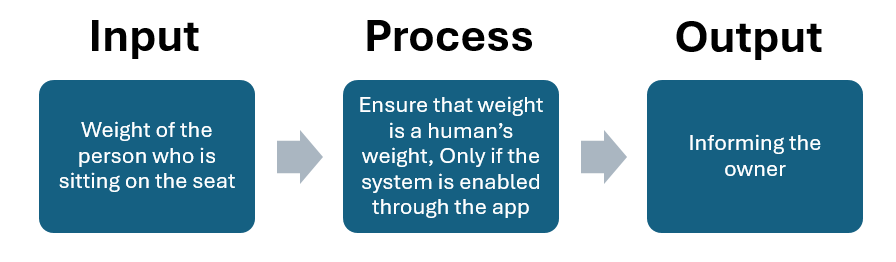 Input
Process
Output
Weight of the
person who is
sitting on the seat
Ensure that weight
is a human’s
weight, Only if the
system is enabled
through the app
Informing the
owner